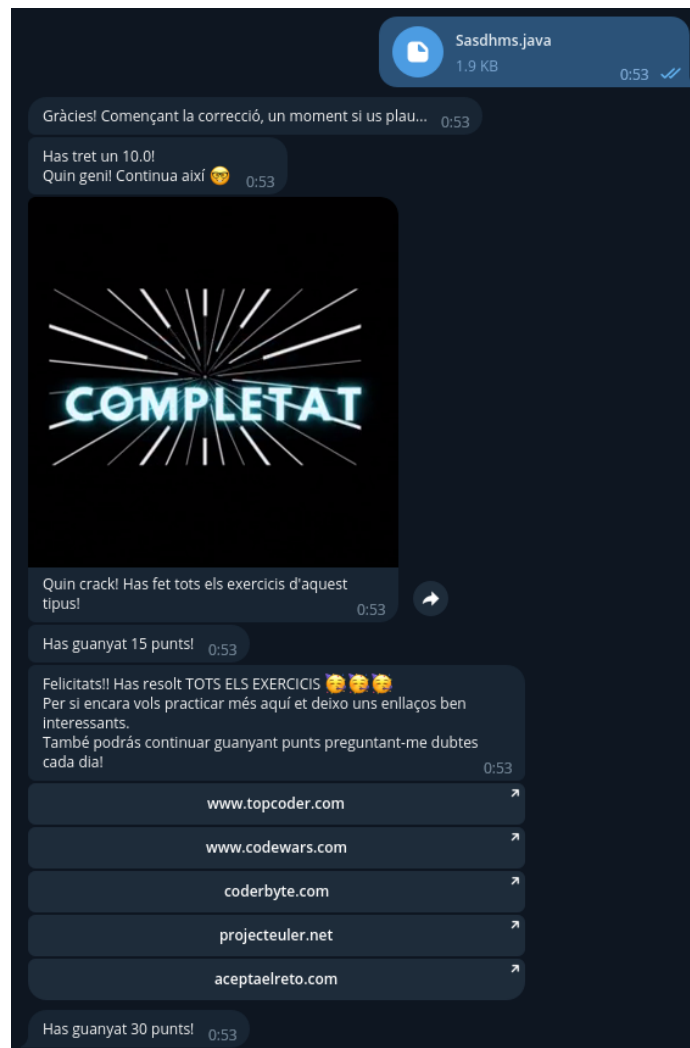 Sasdhms.java
1.9 KB
0:53
Gràcies! Començant la correcció, un moment si us plau... 0:53
Has tret un 10.0!
Quin geni! Continua així 🤓 0:53
COMPLETAT
Quin crack! Has fet tots els exercicis d'aquest
tipus!
0:53
Has guanyat 15 punts! 0:53
Felicitats!! Has resolt TOTS ELS EXERCICIS 🥳🥳🥳
Per si encara vols practicar més aquí et deixo uns enllaços ben
interessants.
També podrás continuar guanyant punts preguntant-me dubtes
cada dia!
0:53
www.topcoder.com
www.codewars.com
coderbyte.com
projecteuler.net
aceptaelreto.com
Has guanyat 30 punts! 0:53